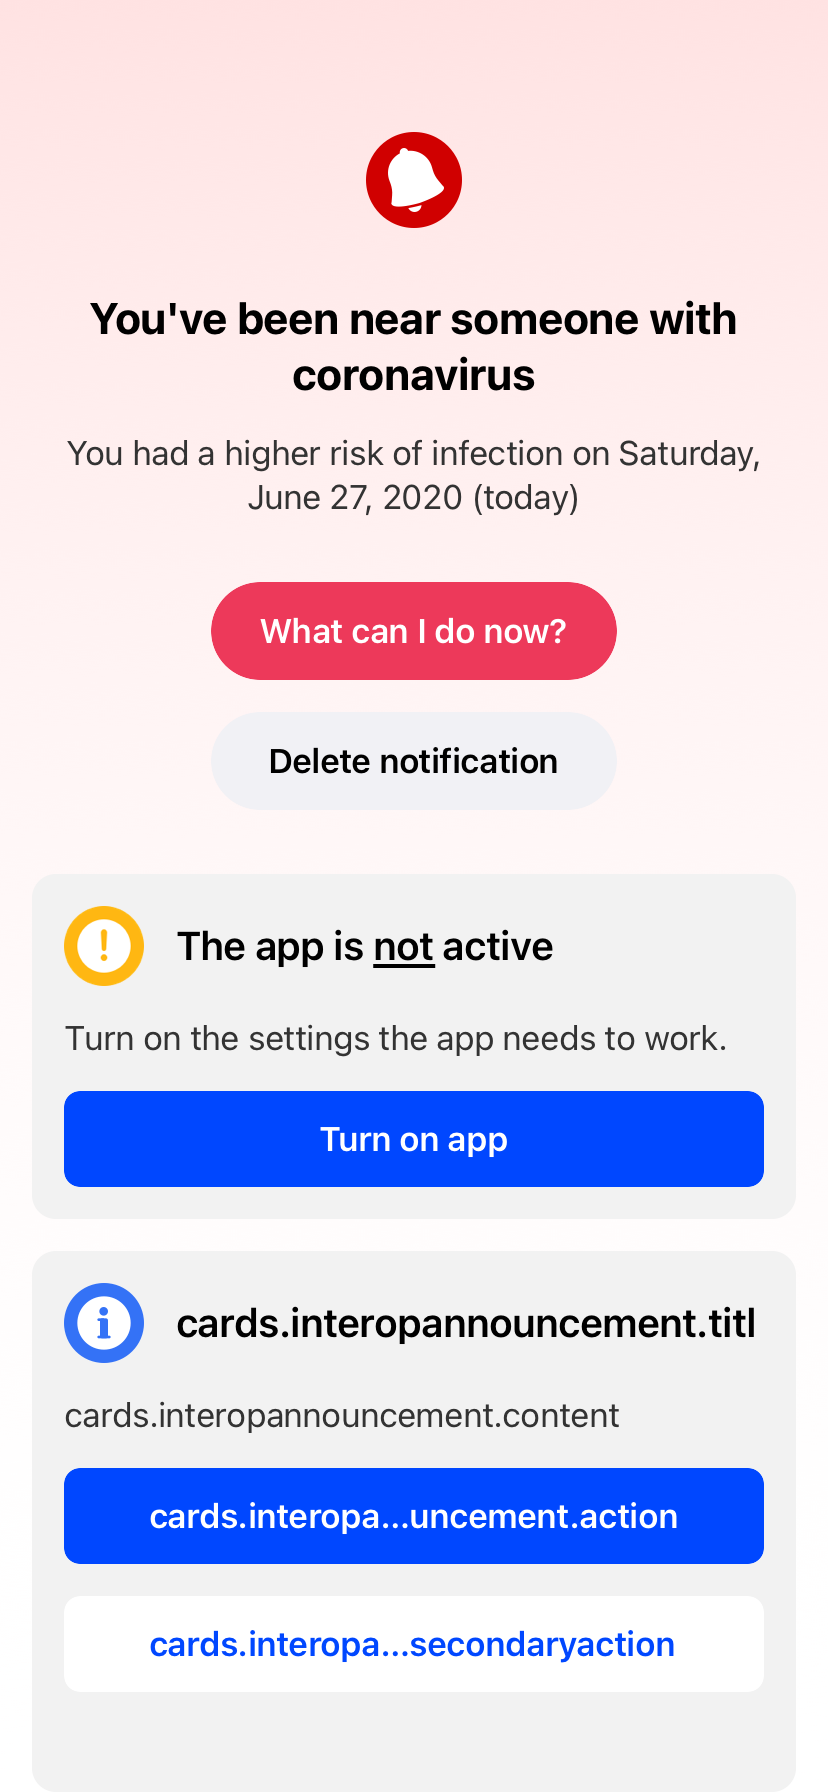 You've been near someone with
coronavirus
You had a higher risk of infection on Saturday,
June 27, 2020 (today)
What can I do now?
Delete notification
The app is not active
Turn on the settings the app needs to work.
Turn on app
cards.interopannouncement.titl
cards.interopannouncement.content
cards.interopa...uncement.action
cards.interopa...secondaryaction